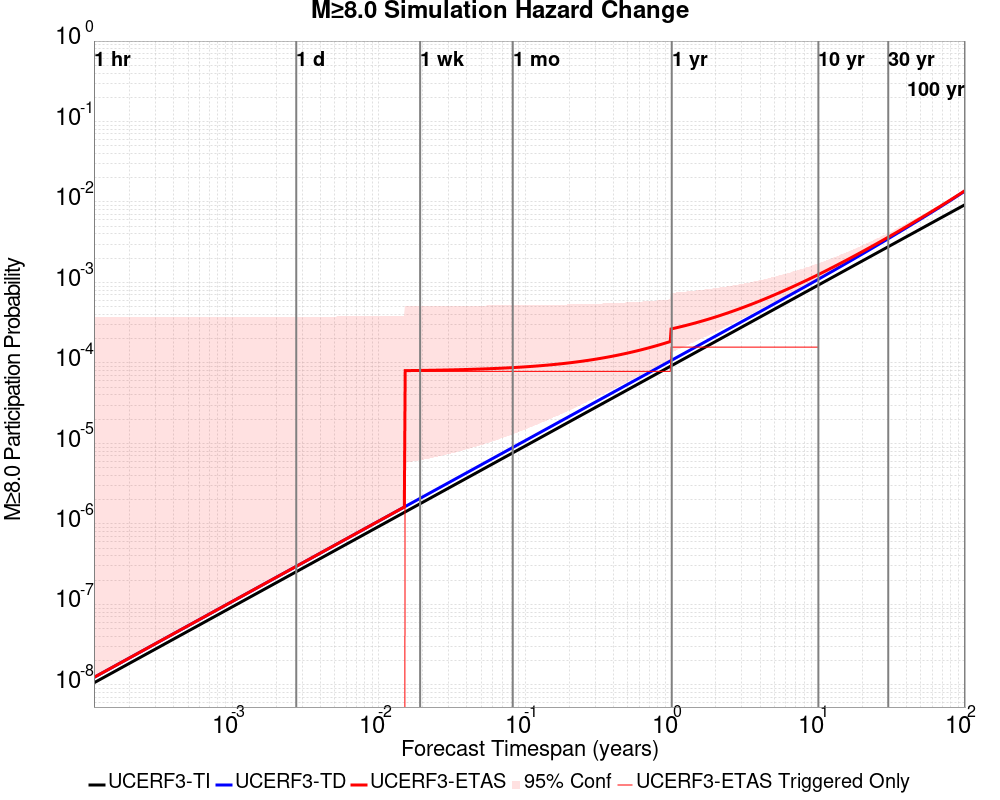 M≥8.0 Simulation Hazard Change
10^0
10^-1
10^-2
10^-3
10^-4
10^-5
10^-6
10^-7
10^-8
M≥8.0 Participation Probability
1 hr 1 d 1 wk 1 mo 1 yr 10 yr 30 yr
100 yr
10^-3 10^-2 10^-1 10^0 10^1 10^2
Forecast Timespan (years)
UCERF3-TI UCERF3-TD UCERF3-ETAS 95% Conf UCERF3-ETAS Triggered Only